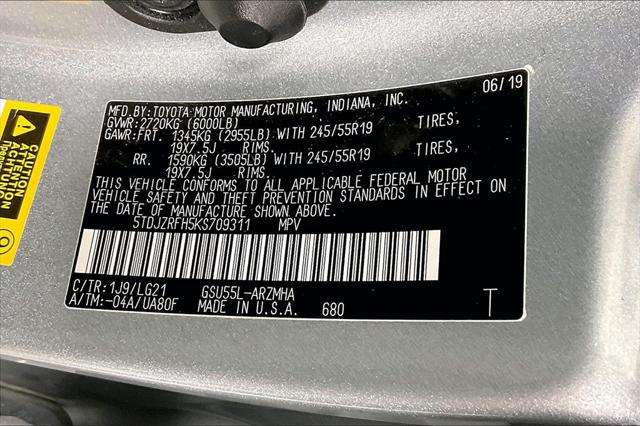 MFD. BY: TOYOTA MOTOR MANUFACTURING, INDIANA, INC. 06/19
GVWR: 2720KG (6000LB)
GAWR: FRT. 1345KG (2955LB) WITH 245/55R19 TIRES,
19X7.5J RIMS.
RR. 1590KG (3505LB) WITH 245/55R19 TIRES,
19X7.5J RIMS.
THIS VEHICLE CONFORMS TO ALL APPLICABLE FEDERAL MOTOR
VEHICLE SAFETY AND THEFT PREVENTION STANDARDS IN EFFECT ON
THE DATE OF MANUFACTURE SHOWN ABOVE.
5TDJZRFH5KS709311 MPV
C/TR: 1J9/LG21 GSU55L-ARZMHA
A/TM: -04A/UA80F MADE IN U.S.A. 680 T
CAUTION
ATTENTION
ACHTUNG